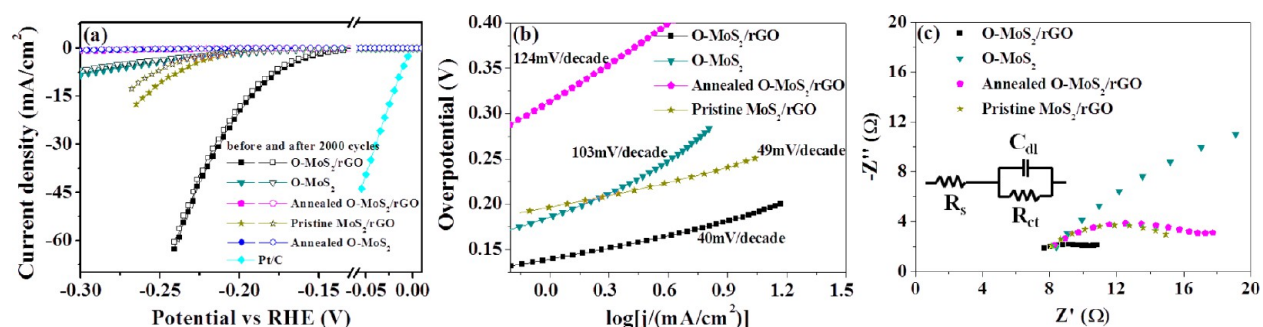 (a)
0
-15
-30
-45
-60
Current density (mA/cm²)
before and after 2000 cycles
O-MoS₂/rGO
O-MoS₂
Annealed O-MoS₂/rGO
Pristine MoS₂/rGO
Annealed O-MoS₂
Pt/C
-0.30 -0.25 -0.20 -0.15 -0.05 0.00
Potential vs RHE (V)
(b)
0.40
0.35
0.30
0.25
0.20
0.15
Overpotential (V)
O-MoS₂/rGO
O-MoS₂
Annealed O-MoS₂/rGO
Pristine MoS₂/rGO
124mV/decade
103mV/decade
49mV/decade
40mV/decade
0.0 0.3 0.6 0.9 1.2 1.5
log[j/(mA/cm²)]
(c)
20
16
12
8
4
0
-Z'' (Ω)
O-MoS₂/rGO
O-MoS₂
Annealed O-MoS₂/rGO
Pristine MoS₂/rGO
Cdl
Rs
Rct
0 4 8 12 16 20
Z' (Ω)